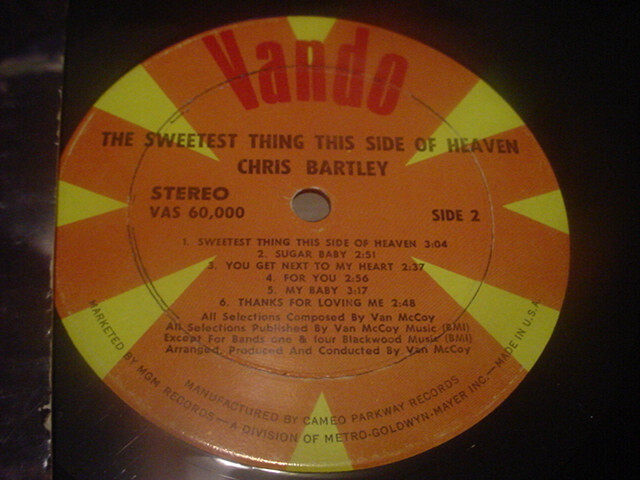 Vando
THE SWEETEST THING THIS SIDE OF HEAVEN
CHRIS BARTLEY
STEREO
VAS 60,000
SIDE 2
1. SWEETEST THING THIS SIDE OF HEAVEN 3:04
2. SUGAR BABY 2:51
3. YOU GET NEXT TO MY HEART 2:37
4. FOR YOU 2:56
5. MY BABY 3:17
6. THANKS FOR LOVING ME 2:48
All Selections Composed By Van McCoy
All Selections Published By Van McCoy Music (BMI)
Except For Bands one & four Blackwood Music (BMI)
Arranged, Produced And Conducted By Van McCoy
MANUFACTURED BY CAMEO PARKWAY RECORDS
MARKETED BY MGM RECORDS—A DIVISION OF METRO-GOLDWYN-MAYER INC.—MADE IN U.S.A.